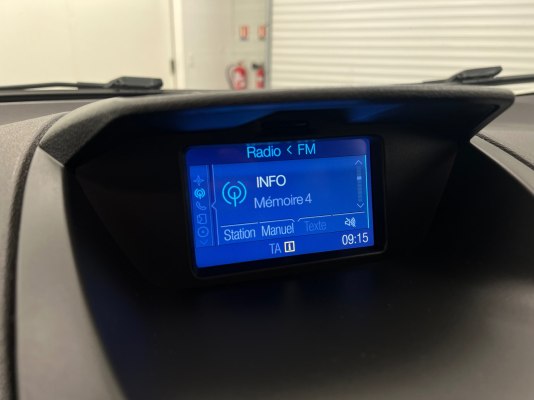 Radio < FM
INFO
Mémoire 4
Station Manuel Texte
TA i 09:15